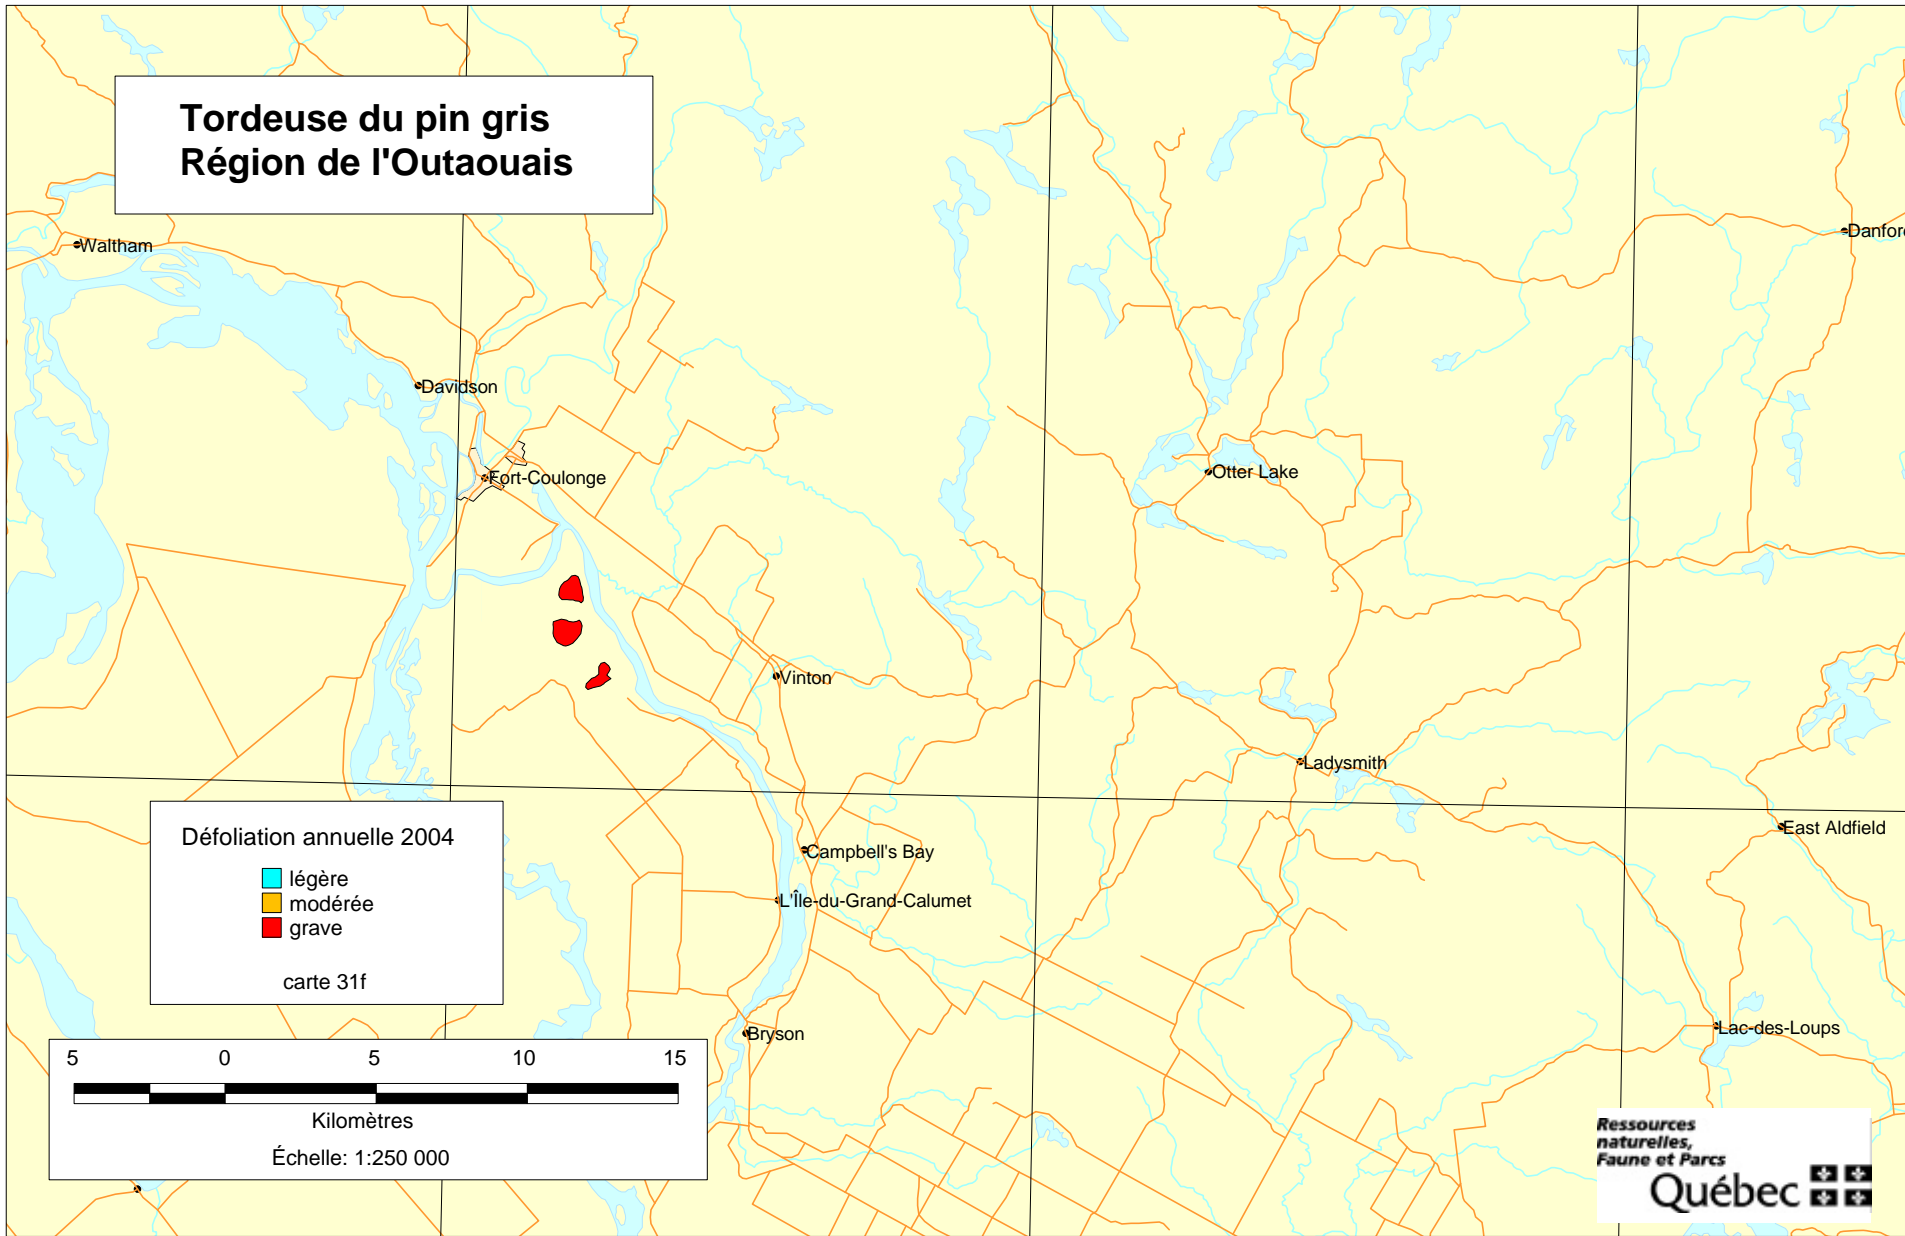 Tordeuse du pin gris
Région de l'Outaouais
Waltham
Danford
Davidson
Fort-Coulonge
Otter Lake
Vinton
Ladysmith
East Aldfield
Campbell's Bay
L'Île-du-Grand-Calumet
Bryson
Lac-des-Loups
Défoliation annuelle 2004
légère
modérée
grave
carte 31f
5 0 5 10 15
Kilomètres
Échelle: 1:250 000
Ressources
naturelles,
Faune et Parcs
Québec